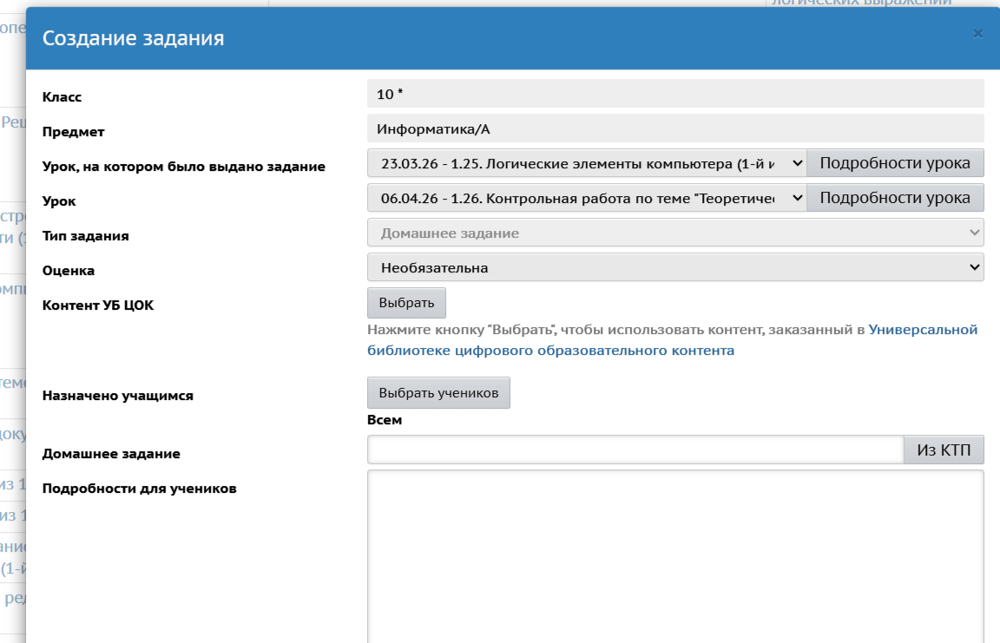 логических выражений
Создание задания
×
Класс
10 *
Предмет
Информатика/А
Урок, на котором было выдано задание
23.03.26 - 1.25. Логические элементы компьютера (1-й
Подробности урока
Урок
06.04.26 - 1.26. Контрольная работа по теме "Теоретичес
Подробности урока
Тип задания
Домашнее задание
Оценка
Необязательна
Контент УБ ЦОК
Выбрать
Нажмите кнопку "Выбрать", чтобы использовать контент, заказанный в Универсальной
библиотеке цифрового образовательного контента
Назначено учащимся
Выбрать учеников
Всем
Домашнее задание
Из КТП
Подробности для учеников